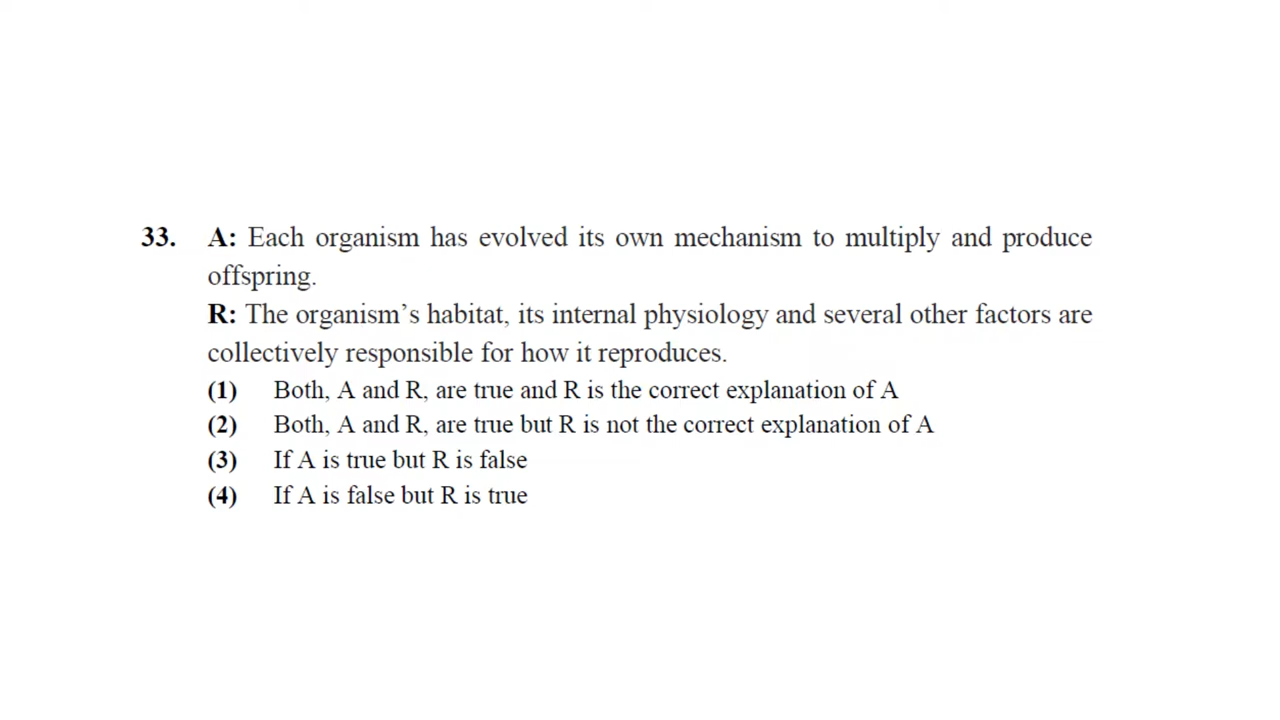 33. A: Each organism has evolved its own mechanism to multiply and produce
offspring.
R: The organism's habitat, its internal physiology and several other factors are
collectively responsible for how it reproduces.
(1) Both, A and R, are true and R is the correct explanation of A
(2) Both, A and R, are true but R is not the correct explanation of A
(3) If A is true but R is false
(4) If A is false but R is true